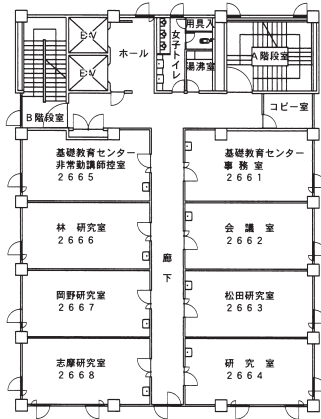 用具入
EV
ホール
女子トイレ
A階段室
EV
湯沸室
B階段室
コピー室
基礎教育センター
非常勤講師控室
2665
基礎教育センター
事務室
2661
林 研究室
2666
会議室
2662
廊下
岡野研究室
2667
松田研究室
2663
志摩研究室
2668
研究室
2664